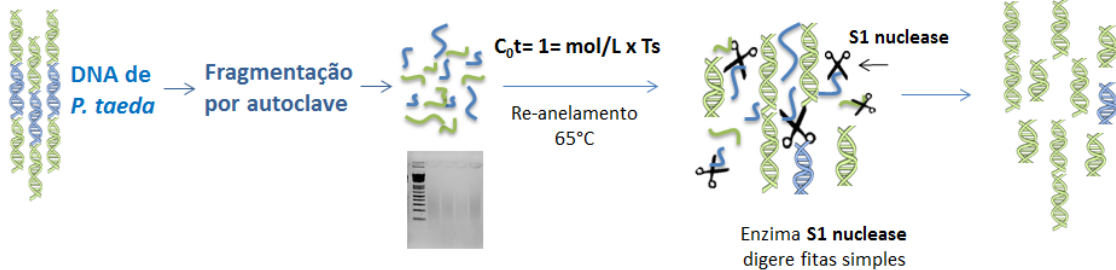 DNA de
P. taeda
Fragmentação
por autoclave
C₀t= 1= mol/L x Ts
Re-anelamento
65°C
S1 nuclease
Enzima S1 nuclease
digere fitas simples